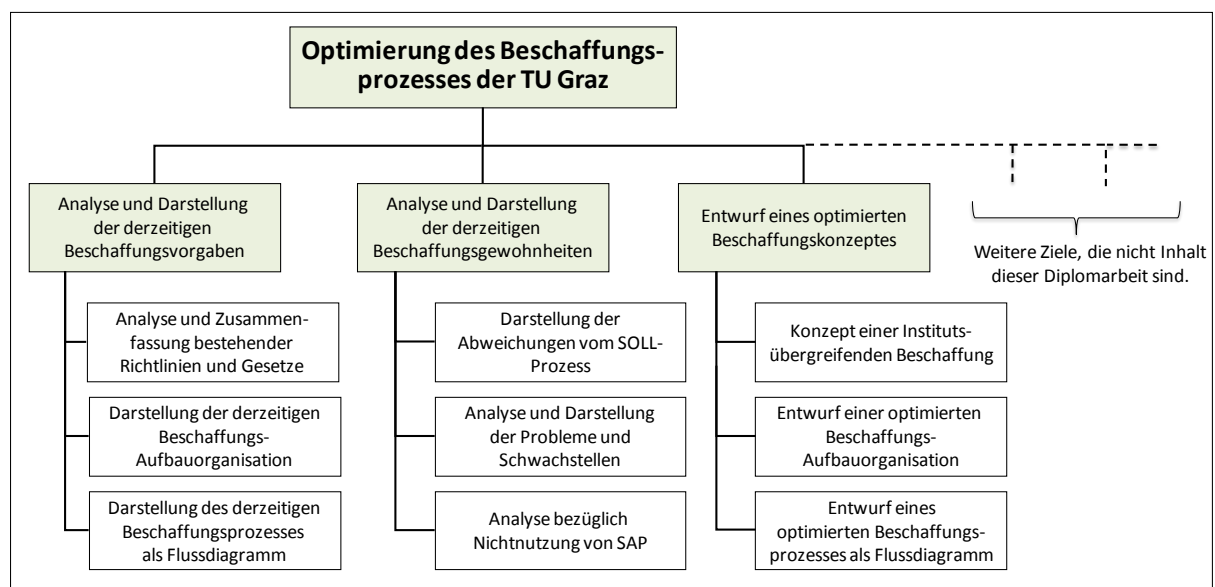 Optimierung des Beschaffungs-
prozesses der TU Graz
Analyse und Darstellung
der derzeitigen
Beschaffungsvorgaben
Analyse und Zusammen-
fassung bestehender
Richtlinien und Gesetze
Darstellung der derzeitigen
Beschaffungs-
Aufbauorganisation
Darstellung des derzeitigen
Beschaffungsprozesses
als Flussdiagramm
Analyse und Darstellung
der derzeitigen
Beschaffungsgewohnheiten
Darstellung der
Abweichungen vom SOLL-
Prozess
Analyse und Darstellung
der Probleme und
Schwachstellen
Analyse bezüglich
Nichtnutzung von SAP
Entwurf eines optimierten
Beschaffungskonzeptes
Konzept einer Instituts-
übergreifenden Beschaffung
Entwurf einer optimierten
Beschaffungs-
Aufbauorganisation
Entwurf eines
optimierten Beschaffungs-
prozesses als Flussdiagramm
Weitere Ziele, die nicht Inhalt
dieser Diplomarbeit sind.